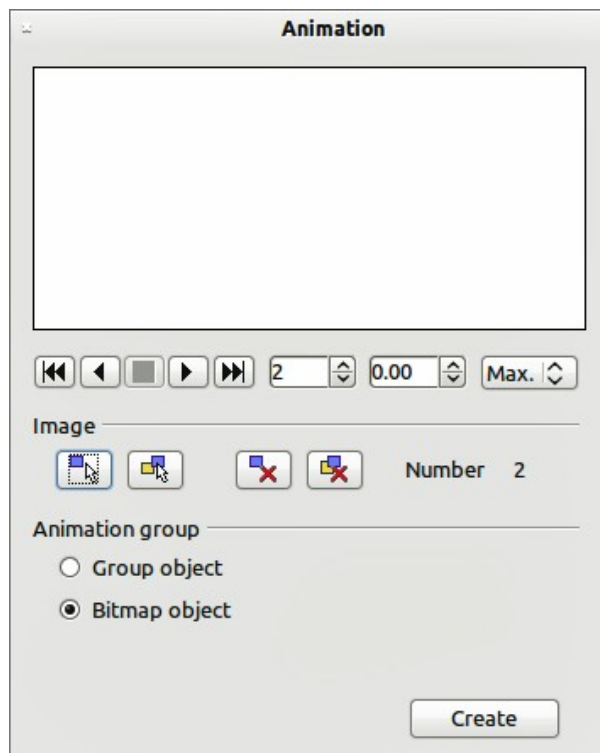 Animation
2 0.00 Max.
Image
Number 2
Animation group
Group object
Bitmap object
Create